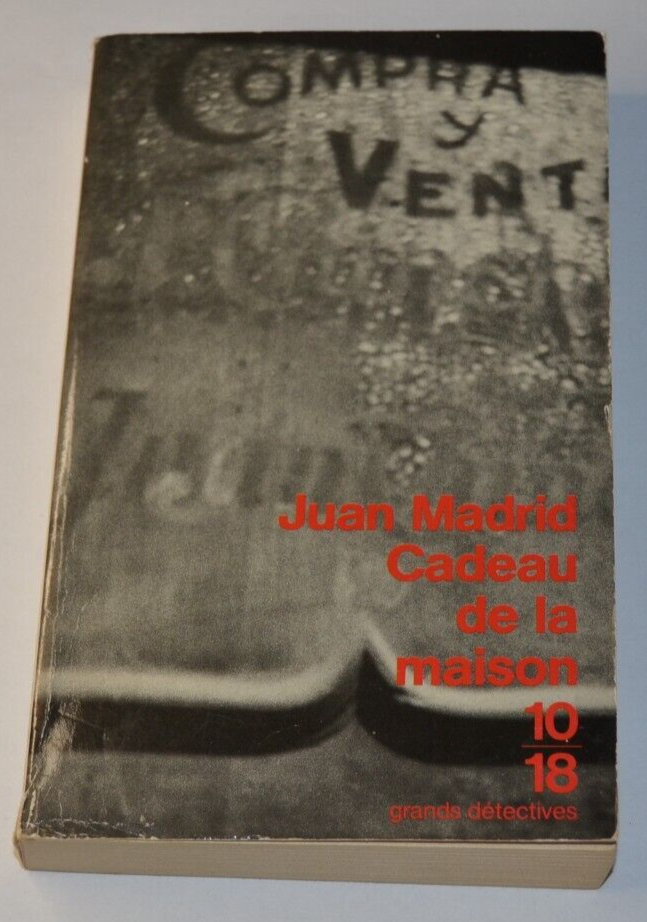 COMPRA
y
VENT
Juan Madrid
Cadeau
de la
maison
10
18
grands détectives